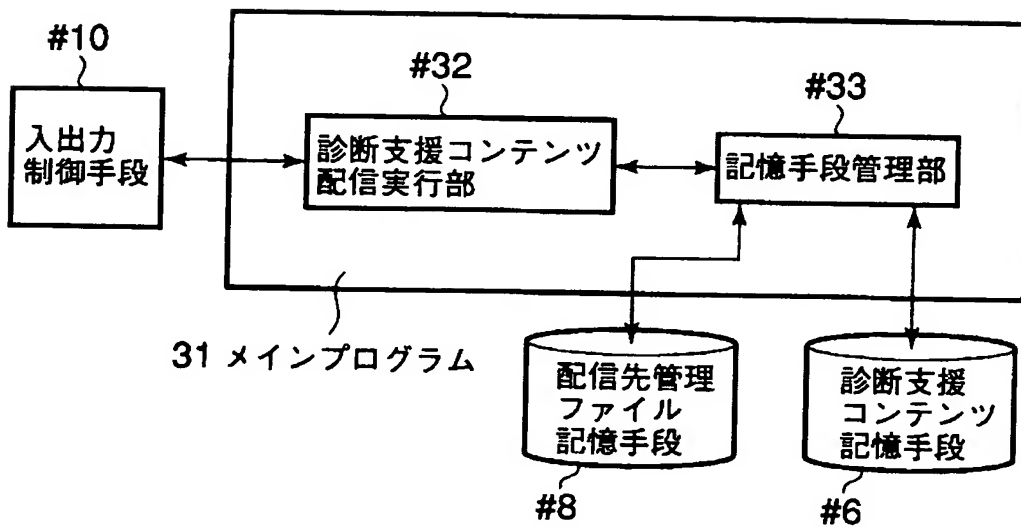 #10
入出力
制御手段
#32
診断支援コンテンツ
配信実行部
#33
記憶手段管理部
31 メインプログラム
配信先管理
ファイル
記憶手段
#8
診断支援
コンテンツ
記憶手段
#6